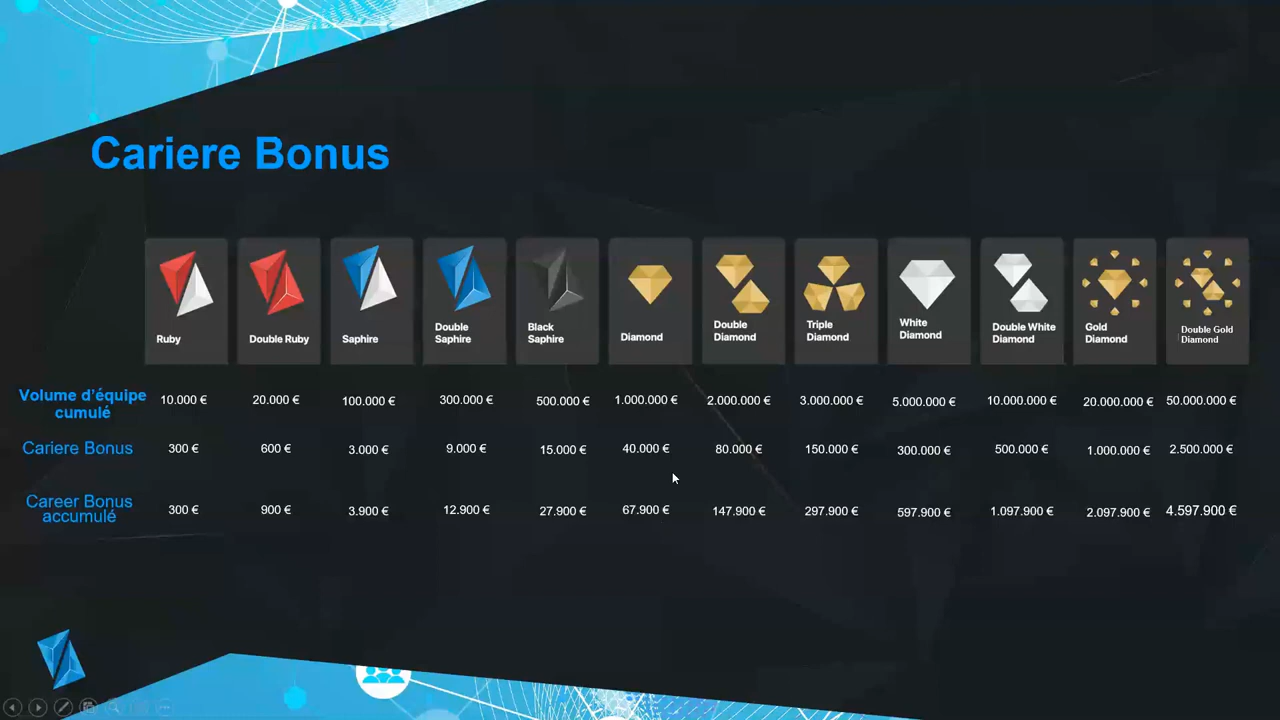 Cariere Bonus
Ruby
Double Ruby
Saphire
Double
Saphire
Black
Saphire
Diamond
Double
Diamond
Triple
Diamond
White
Diamond
Double White
Diamond
Gold
Diamond
Double Gold
Diamond
Volume d'équipe
cumulé
10.000 € 20.000 € 100.000 € 300.000 € 500.000 € 1.000.000 € 2.000.000 € 3.000.000 € 5.000.000 € 10.000.000 € 20.000.000 € 50.000.000 €
Cariere Bonus 300 € 600 € 3.000 € 9.000 € 15.000 € 40.000 € 80.000 € 150.000 € 300.000 € 500.000 € 1.000.000 € 2.500.000 €
Career Bonus
accumulé
300 € 900 € 3.900 € 12.900 € 27.900 € 67.900 € 147.900 € 297.900 € 597.900 € 1.097.900 € 2.097.900 € 4.597.900 €